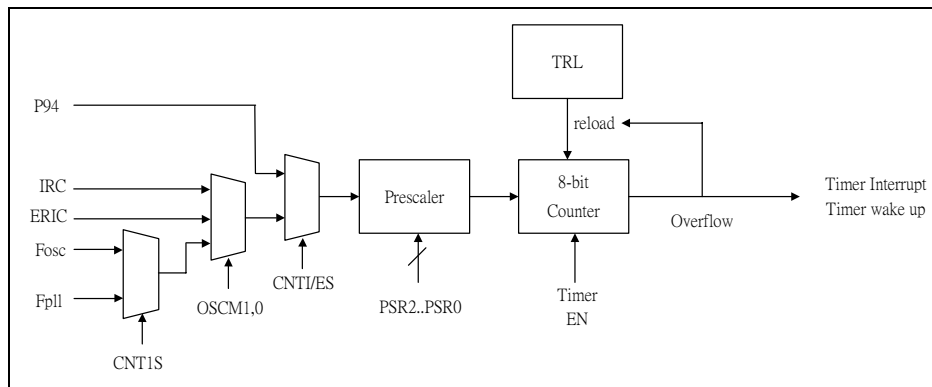 TRL
P94
reload
IRC
Prescaler
8-bit
Counter
Timer Interrupt
Timer wake up
ERIC
Overflow
Fosc
CNTI/ES
Fpll
OSCM1,0
PSR2..PSR0
Timer
EN
CNT1S